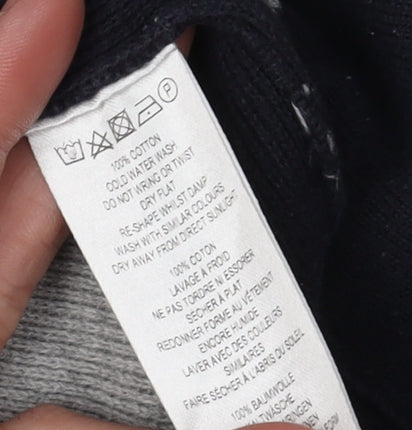 P
100% COTTON
COLD WATER WASH
DO NOT WRING OR TWIST
DRY FLAT
RE-SHAPE WHILST DAMP
WASH WITH SIMILAR COLOURS
DRY AWAY FROM DIRECT SUNLIGHT
100% COTON
LAVAGE A FROID
NE PAS TORDRE NI ESSORER
SÉCHER À PLAT
REDONNER FORME AU VÊTEMENT
ENCORE HUMIDE
LAVER AVEC DES COULEURS
SIMILAIRES
FAIRE SÉCHER À L'ABRIS DU SOLEIL
100% BAUMWOLLE